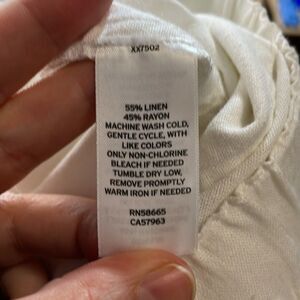 XX7502
55% LINEN
45% RAYON
MACHINE WASH COLD,
GENTLE CYCLE, WITH
LIKE COLORS
ONLY NON-CHLORINE
BLEACH IF NEEDED
TUMBLE DRY LOW,
REMOVE PROMPTLY
WARM IRON IF NEEDED
RN58665
CA57963